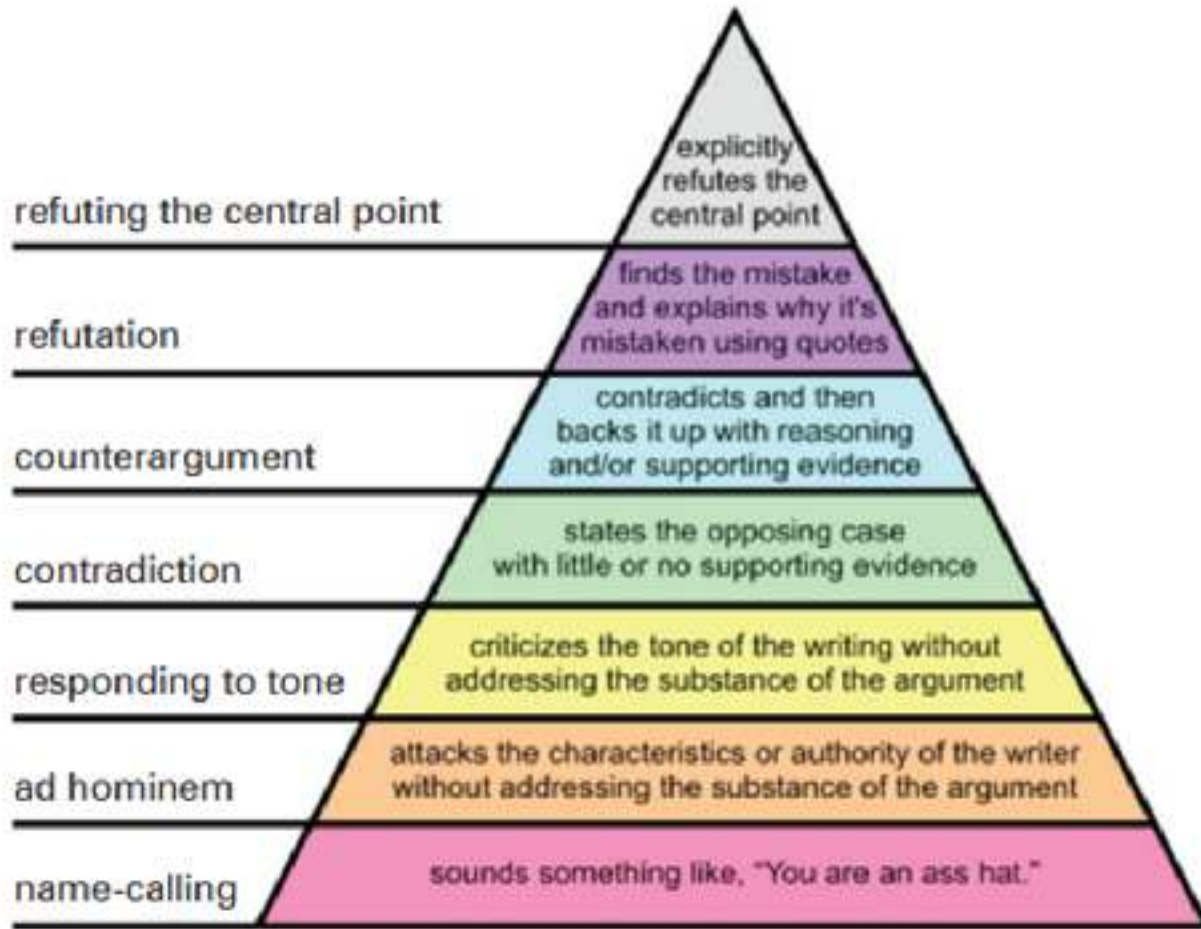 explicitly
refutes the
central point
refuting the central point
finds the mistake
and explains why it's
mistaken using quotes
refutation
contradicts and then
backs it up with reasoning
and/or supporting evidence
counterargument
states the opposing case
with little or no supporting evidence
contradiction
criticizes the tone of the writing without
addressing the substance of the argument
responding to tone
attacks the characteristics or authority of the writer
without addressing the substance of the argument
ad hominem
sounds something like, "You are an ass hat."
name-calling